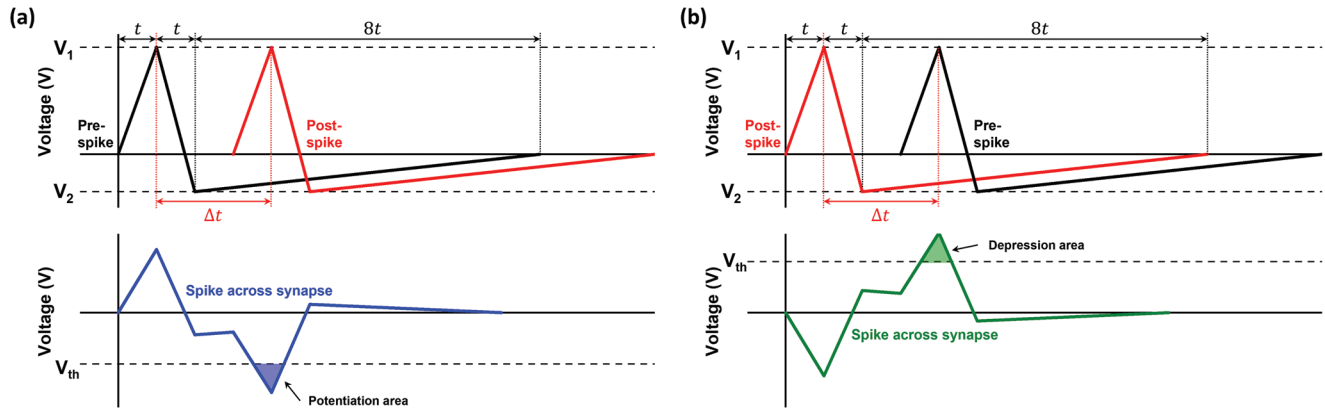 (a)
t
t
8t
V1
Voltage (V)
Pre-
spike
Post-
spike
V2
Δt
Voltage (V)
Spike across synapse
Vth
Potentiation area
(b)
t
t
8t
V1
Voltage (V)
Post-
spike
Pre-
spike
V2
Δt
Voltage (V)
Vth
Depression area
Spike across synapse